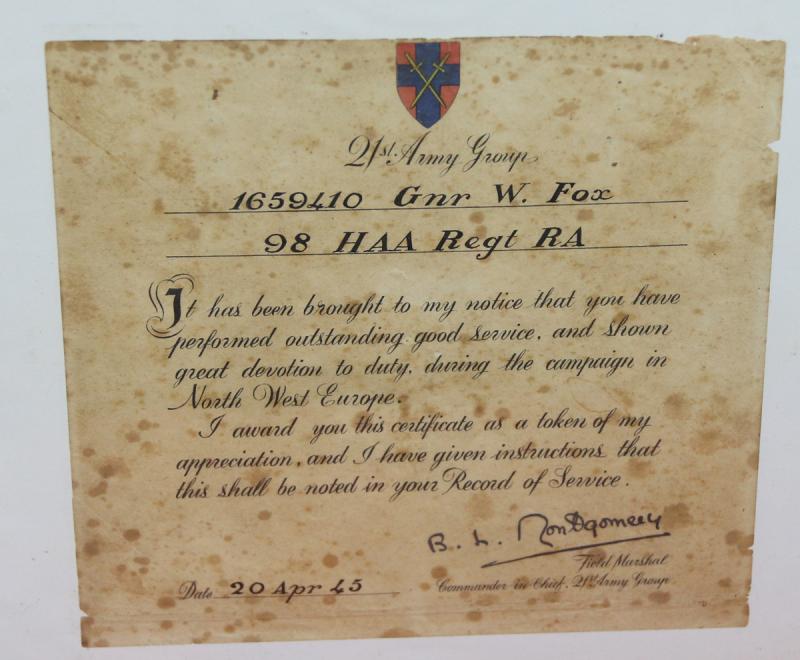 21st. Army Group.
1659410 Gnr W. Fox
98 HAA Regt RA
It has been brought to my notice that you have
performed outstanding good service, and shown
great devotion to duty, during the campaign in
North West Europe.
I award you this certificate as a token of my
appreciation, and I have given instructions that
this shall be noted in your Record of Service.
B. L. Montgomery
Field Marshal
Date 20 Apr 45
Commander in Chief, 21st Army Group